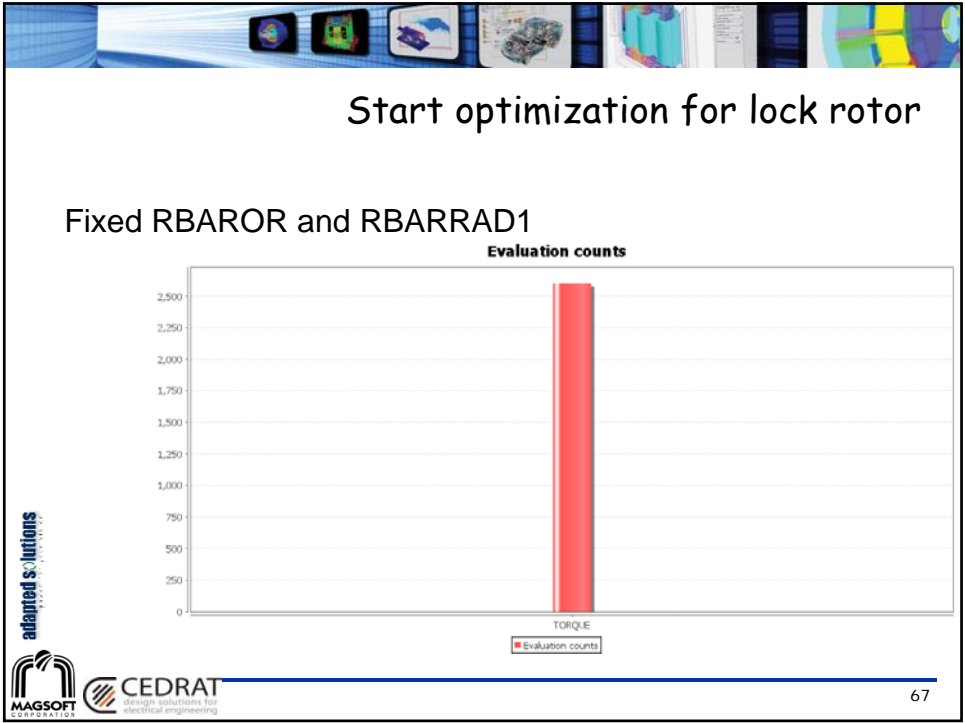 Start optimization for lock rotor
Fixed RBAROR and RBARRAD1
Evaluation counts
2,500
2,250
2,000
1,750
1,500
1,250
1,000
750
500
250
0
TORQUE
Evaluation counts
adapted solutions
MAGSOFT
CORPORATION
CEDRAT
design solutions for
electrical engineering
67